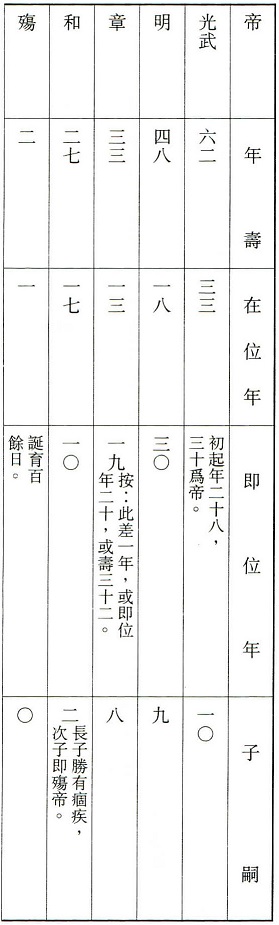 帝 年壽 在位年 即位年 子嗣
光武 六二 三三 初起年二十八，三十爲帝。 一〇
明 四八 一八 三〇 九
章 三三 一三 一九 按：此差一年，或即位年二十，或壽三十二。 八
和 二七 一七 一〇 二 長子勝有痼疾，次子即殤帝。
殤 二 一 誕育百餘日。 〇